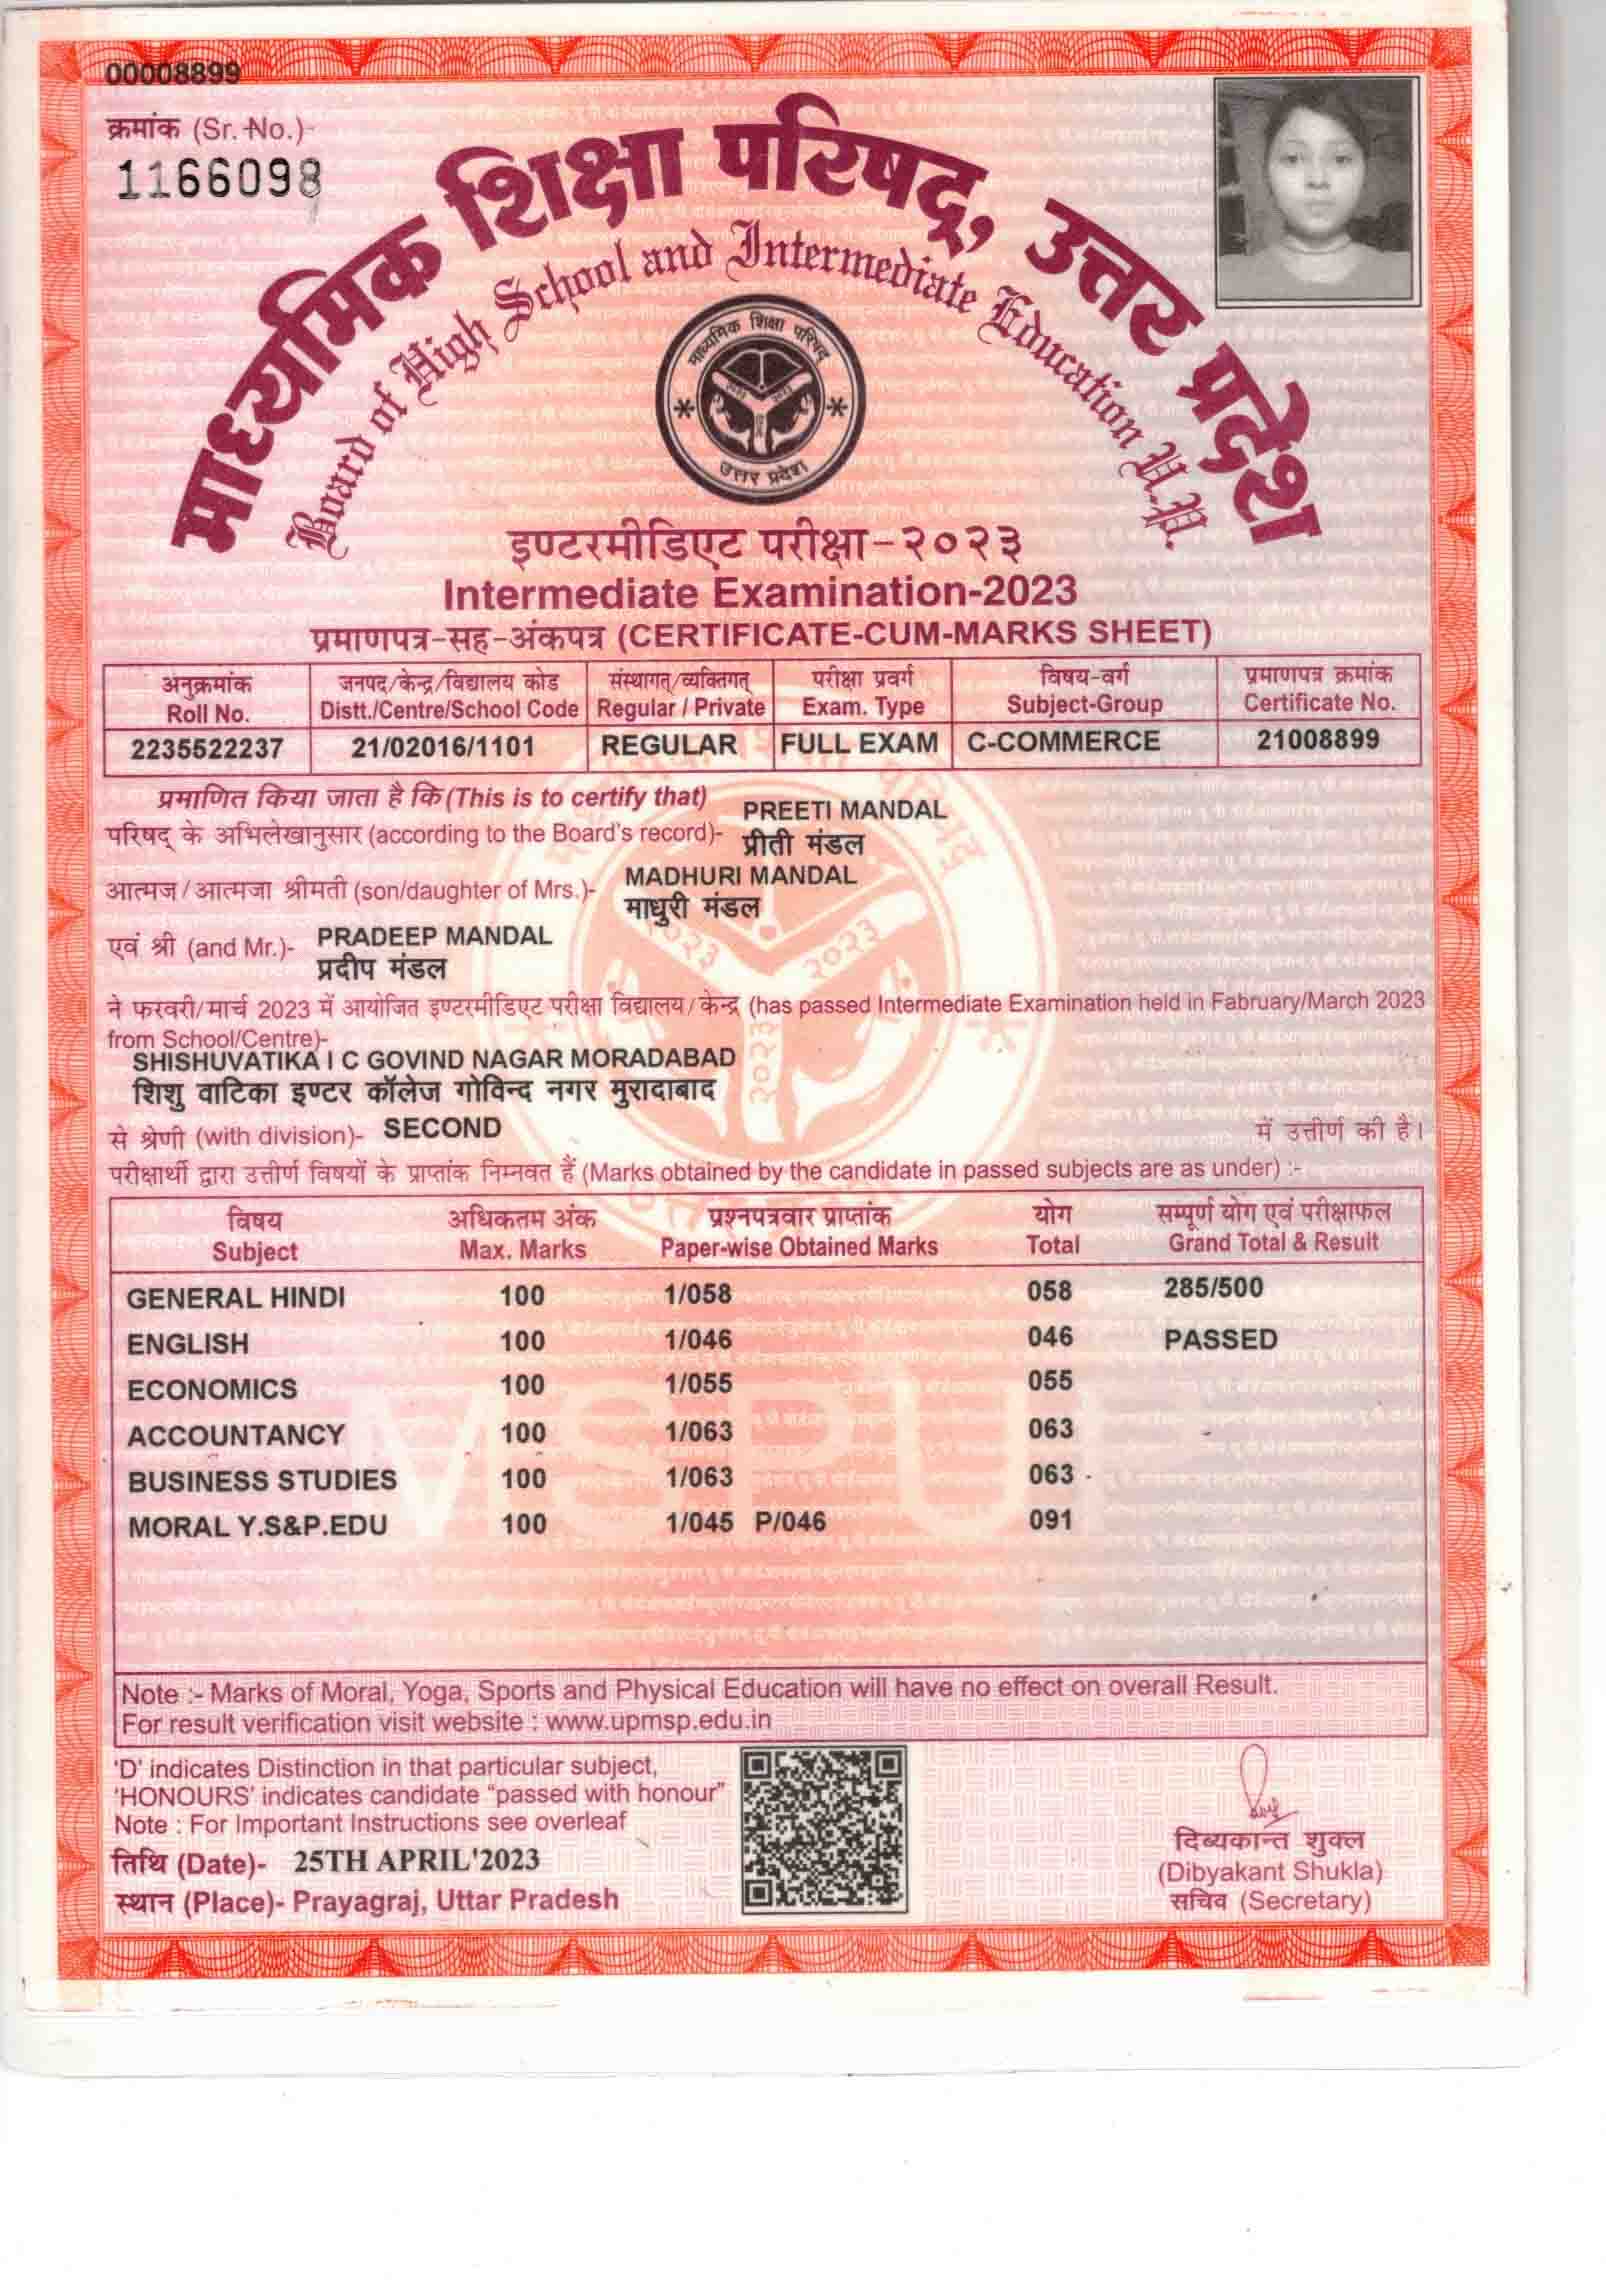 00008899
क्रमांक (Sr. No.)-
1166098
माध्यमिक शिक्षा परिषद्, उत्तर प्रदेश
Board of High School and Intermediate Education U.P.
माध्यमिक शिक्षा परिषद्
उत्तर प्रदेश
इण्टरमीडिएट परीक्षा-२०२३
Intermediate Examination-2023
प्रमाणपत्र-सह-अंकपत्र (CERTIFICATE-CUM-MARKS SHEET)
अनुक्रमांक जनपद/केन्द्र/विद्यालय कोड संस्थागत्/व्यक्तिगत् परीक्षा प्रवर्ग विषय-वर्ग प्रमाणपत्र क्रमांक
Roll No. Distt./Centre/School Code Regular / Private Exam. Type Subject-Group Certificate No.
2235522237 21/02016/1101 REGULAR FULL EXAM C-COMMERCE 21008899
प्रमाणित किया जाता है कि (This is to certify that) PREETI MANDAL
परिषद् के अभिलेखानुसार (according to the Board's record)- प्रीती मंडल
MADHURI MANDAL
आत्मज/आत्मजा श्रीमती (son/daughter of Mrs.)- माधुरी मंडल
एवं श्री (and Mr.)- PRADEEP MANDAL
प्रदीप मंडल
ने फरवरी/मार्च 2023 में आयोजित इण्टरमीडिएट परीक्षा विद्यालय/केन्द्र (has passed Intermediate Examination held in Fabruary/March 2023
from School/Centre)-
SHISHUVATIKA I C GOVIND NAGAR MORADABAD
शिशु वाटिका इण्टर कॉलेज गोविन्द नगर मुरादाबाद
से श्रेणी (with division)- SECOND में उत्तीर्ण की है।
परीक्षार्थी द्वारा उत्तीर्ण विषयों के प्राप्तांक निम्नवत हैं (Marks obtained by the candidate in passed subjects are as under) :-
विषय अधिकतम अंक प्रश्नपत्रवार प्राप्तांक योग सम्पूर्ण योग एवं परीक्षाफल
Subject Max. Marks Paper-wise Obtained Marks Total Grand Total & Result
GENERAL HINDI 100 1/058 058 285/500
ENGLISH 100 1/046 046 PASSED
ECONOMICS 100 1/055 055
ACCOUNTANCY 100 1/063 063
BUSINESS STUDIES 100 1/063 063
MORAL Y.S&P.EDU 100 1/045 P/046 091
Note :- Marks of Moral, Yoga, Sports and Physical Education will have no effect on overall Result.
For result verification visit website : www.upmsp.edu.in
'D' indicates Distinction in that particular subject,
'HONOURS' indicates candidate "passed with honour"
Note : For Important Instructions see overleaf
तिथि (Date)- 25TH APRIL'2023
स्थान (Place)- Prayagraj, Uttar Pradesh
दिब्यकान्त शुक्ल
(Dibyakant Shukla)
सचिव (Secretary)